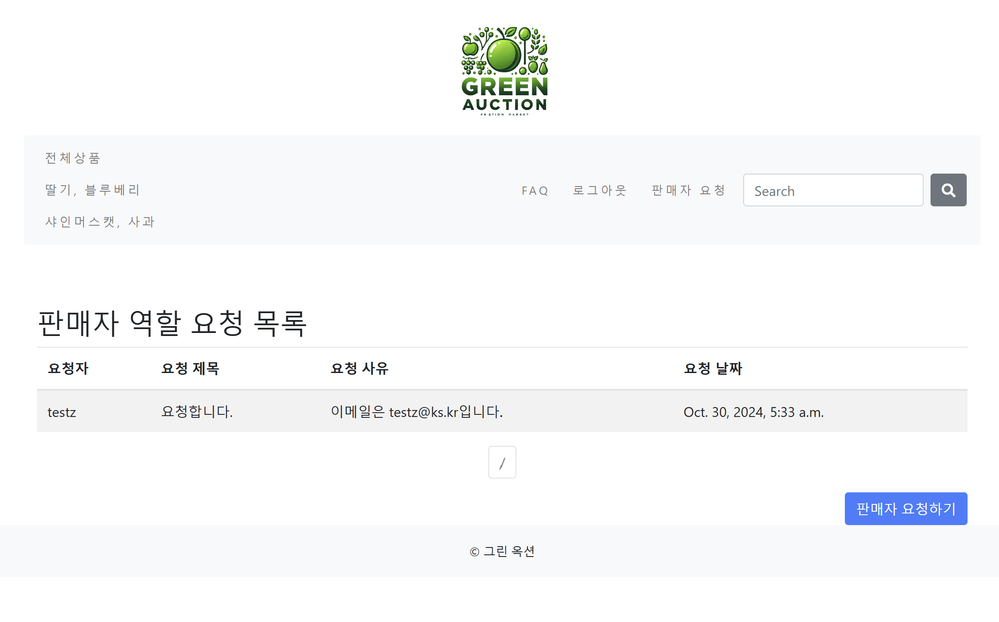 GREEN
AUCTION
FRGTION MARKET
전체상품
딸기, 블루베리
샤인머스캣, 사과
FAQ 로그아웃 판매자 요청 Search
판매자 역할 요청 목록
요청자 요청 제목 요청 사유 요청 날짜
testz 요청합니다. 이메일은 testz@ks.kr입니다. Oct. 30, 2024, 5:33 a.m.
/
판매자 요청하기
© 그린 옥션